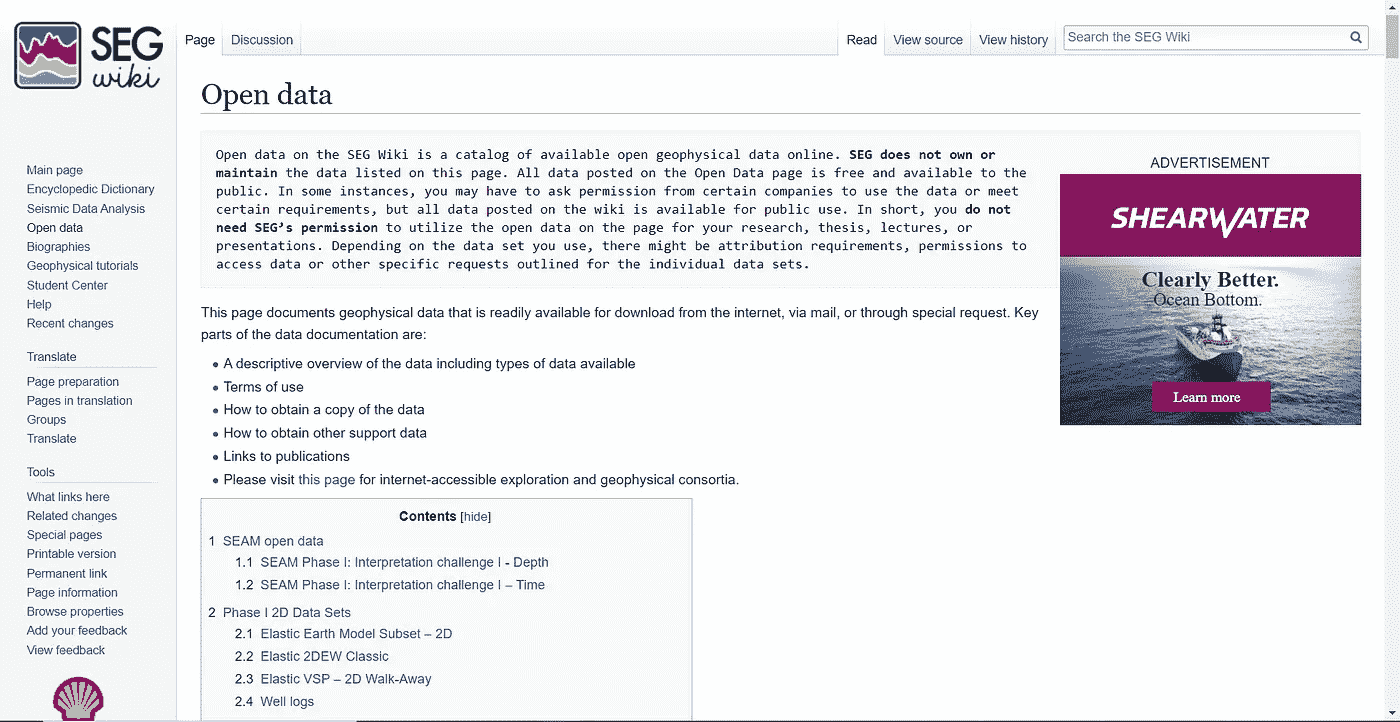 SEG
wiki
Page
Discussion
Read
View source
View history
Search the SEG Wiki
Main page
Encyclopedic Dictionary
Seismic Data Analysis
Open data
Biographies
Geophysical tutorials
Student Center
Help
Recent changes
Translate
Page preparation
Pages in translation
Groups
Translate
Tools
What links here
Related changes
Special pages
Printable version
Permanent link
Page information
Browse properties
Add your feedback
View feedback
Open data
Open data on the SEG Wiki is a catalog of available open geophysical data online. SEG does not own or
maintain the data listed on this page. All data posted on the Open Data page is free and available to the
public. In some instances, you may have to ask permission from certain companies to use the data or meet
certain requirements, but all data posted on the wiki is available for public use. In short, you do not
need SEG's permission to utilize the open data on the page for your research, thesis, lectures, or
presentations. Depending on the data set you use, there might be attribution requirements, permissions to
access data or other specific requests outlined for the individual data sets.
ADVERTISEMENT
SHEARWATER
Clearly Better.
Ocean Bottom.
Learn more
This page documents geophysical data that is readily available for download from the internet, via mail, or through special request. Key
parts of the data documentation are:
• A descriptive overview of the data including types of data available
• Terms of use
• How to obtain a copy of the data
• How to obtain other support data
• Links to publications
• Please visit this page for internet-accessible exploration and geophysical consortia.
Contents [hide]
1 SEAM open data
1.1 SEAM Phase I: Interpretation challenge I - Depth
1.2 SEAM Phase I: Interpretation challenge I – Time
2 Phase I 2D Data Sets
2.1 Elastic Earth Model Subset – 2D
2.2 Elastic 2DEW Classic
2.3 Elastic VSP – 2D Walk-Away
2.4 Well logs